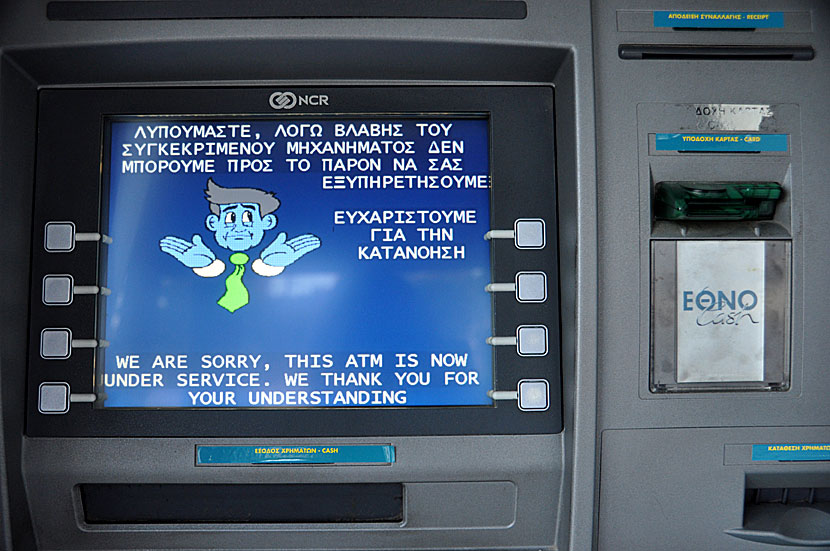 ΑΠΟΔΕΙΞΗ ΣΥΝΑΛΛΑΓΗΣ - RECEIPT
NCR
ΛΥΠΟΥΜΑΣΤΕ, ΛΟΓΩ ΒΛΑΒΗΣ ΤΟΥ
ΣΥΓΚΕΚΡΙΜΕΝΟΥ ΜΗΧΑΝΗΜΑΤΟΣ ΔΕΝ
ΜΠΟΡΟΥΜΕ ΠΡΟΣ ΤΟ ΠΑΡΟΝ ΝΑ ΣΑΣ
ΕΞΥΠΗΡΕΤΗΣΟΥΜΕ
ΕΥΧΑΡΙΣΤΟΥΜΕ
ΓΙΑ ΤΗΝ
ΚΑΤΑΝΟΗΣΗ
WE ARE SORRY, THIS ATM IS NOW
UNDER SERVICE. WE THANK YOU FOR
YOUR UNDERSTANDING
ΕΞΟΔΟΣ ΧΡΗΜΑΤΩΝ - CASH
ΥΠΟΔΟΧΗ ΚΑΡΤΑΣ - CARD
ΕΘΝΟ
Cash
ΚΑΤΑΘΕΣΗ ΧΡΗΜΑΤΩ